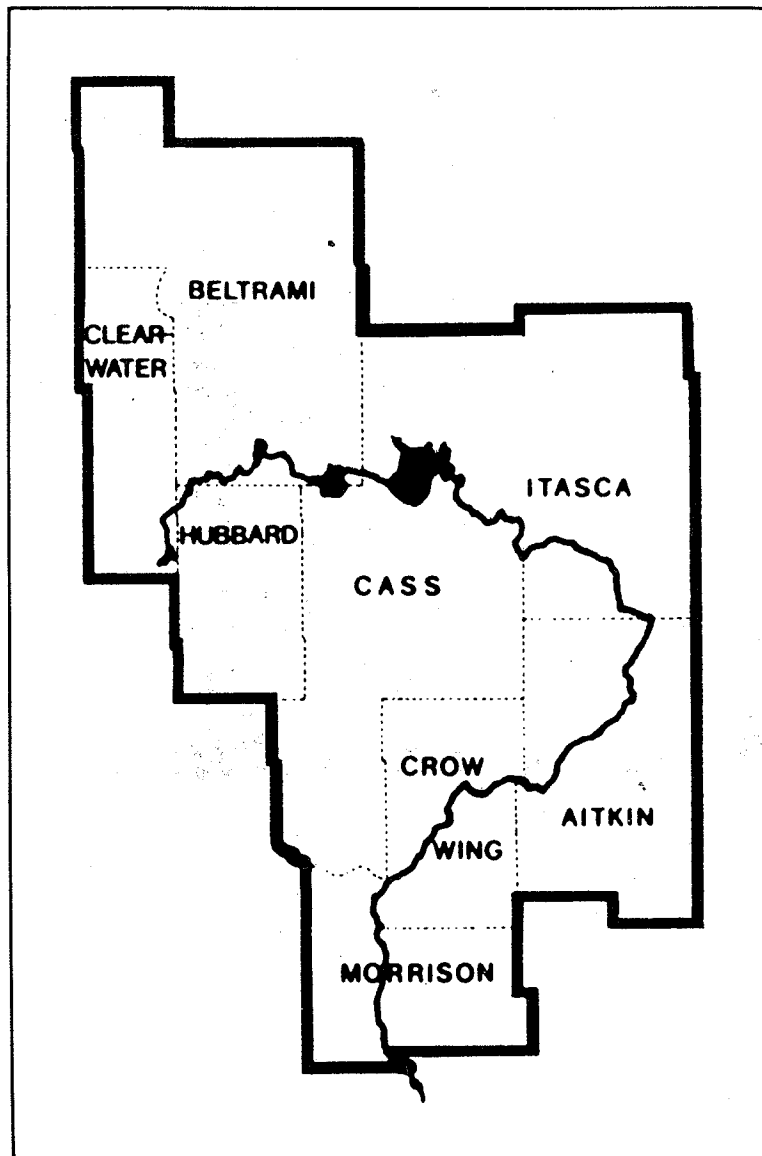 BELTRAMI
CLEAR-
WATER
ITASCA
HUBBARD
CASS
CROW
WING
AITKIN
MORRISON